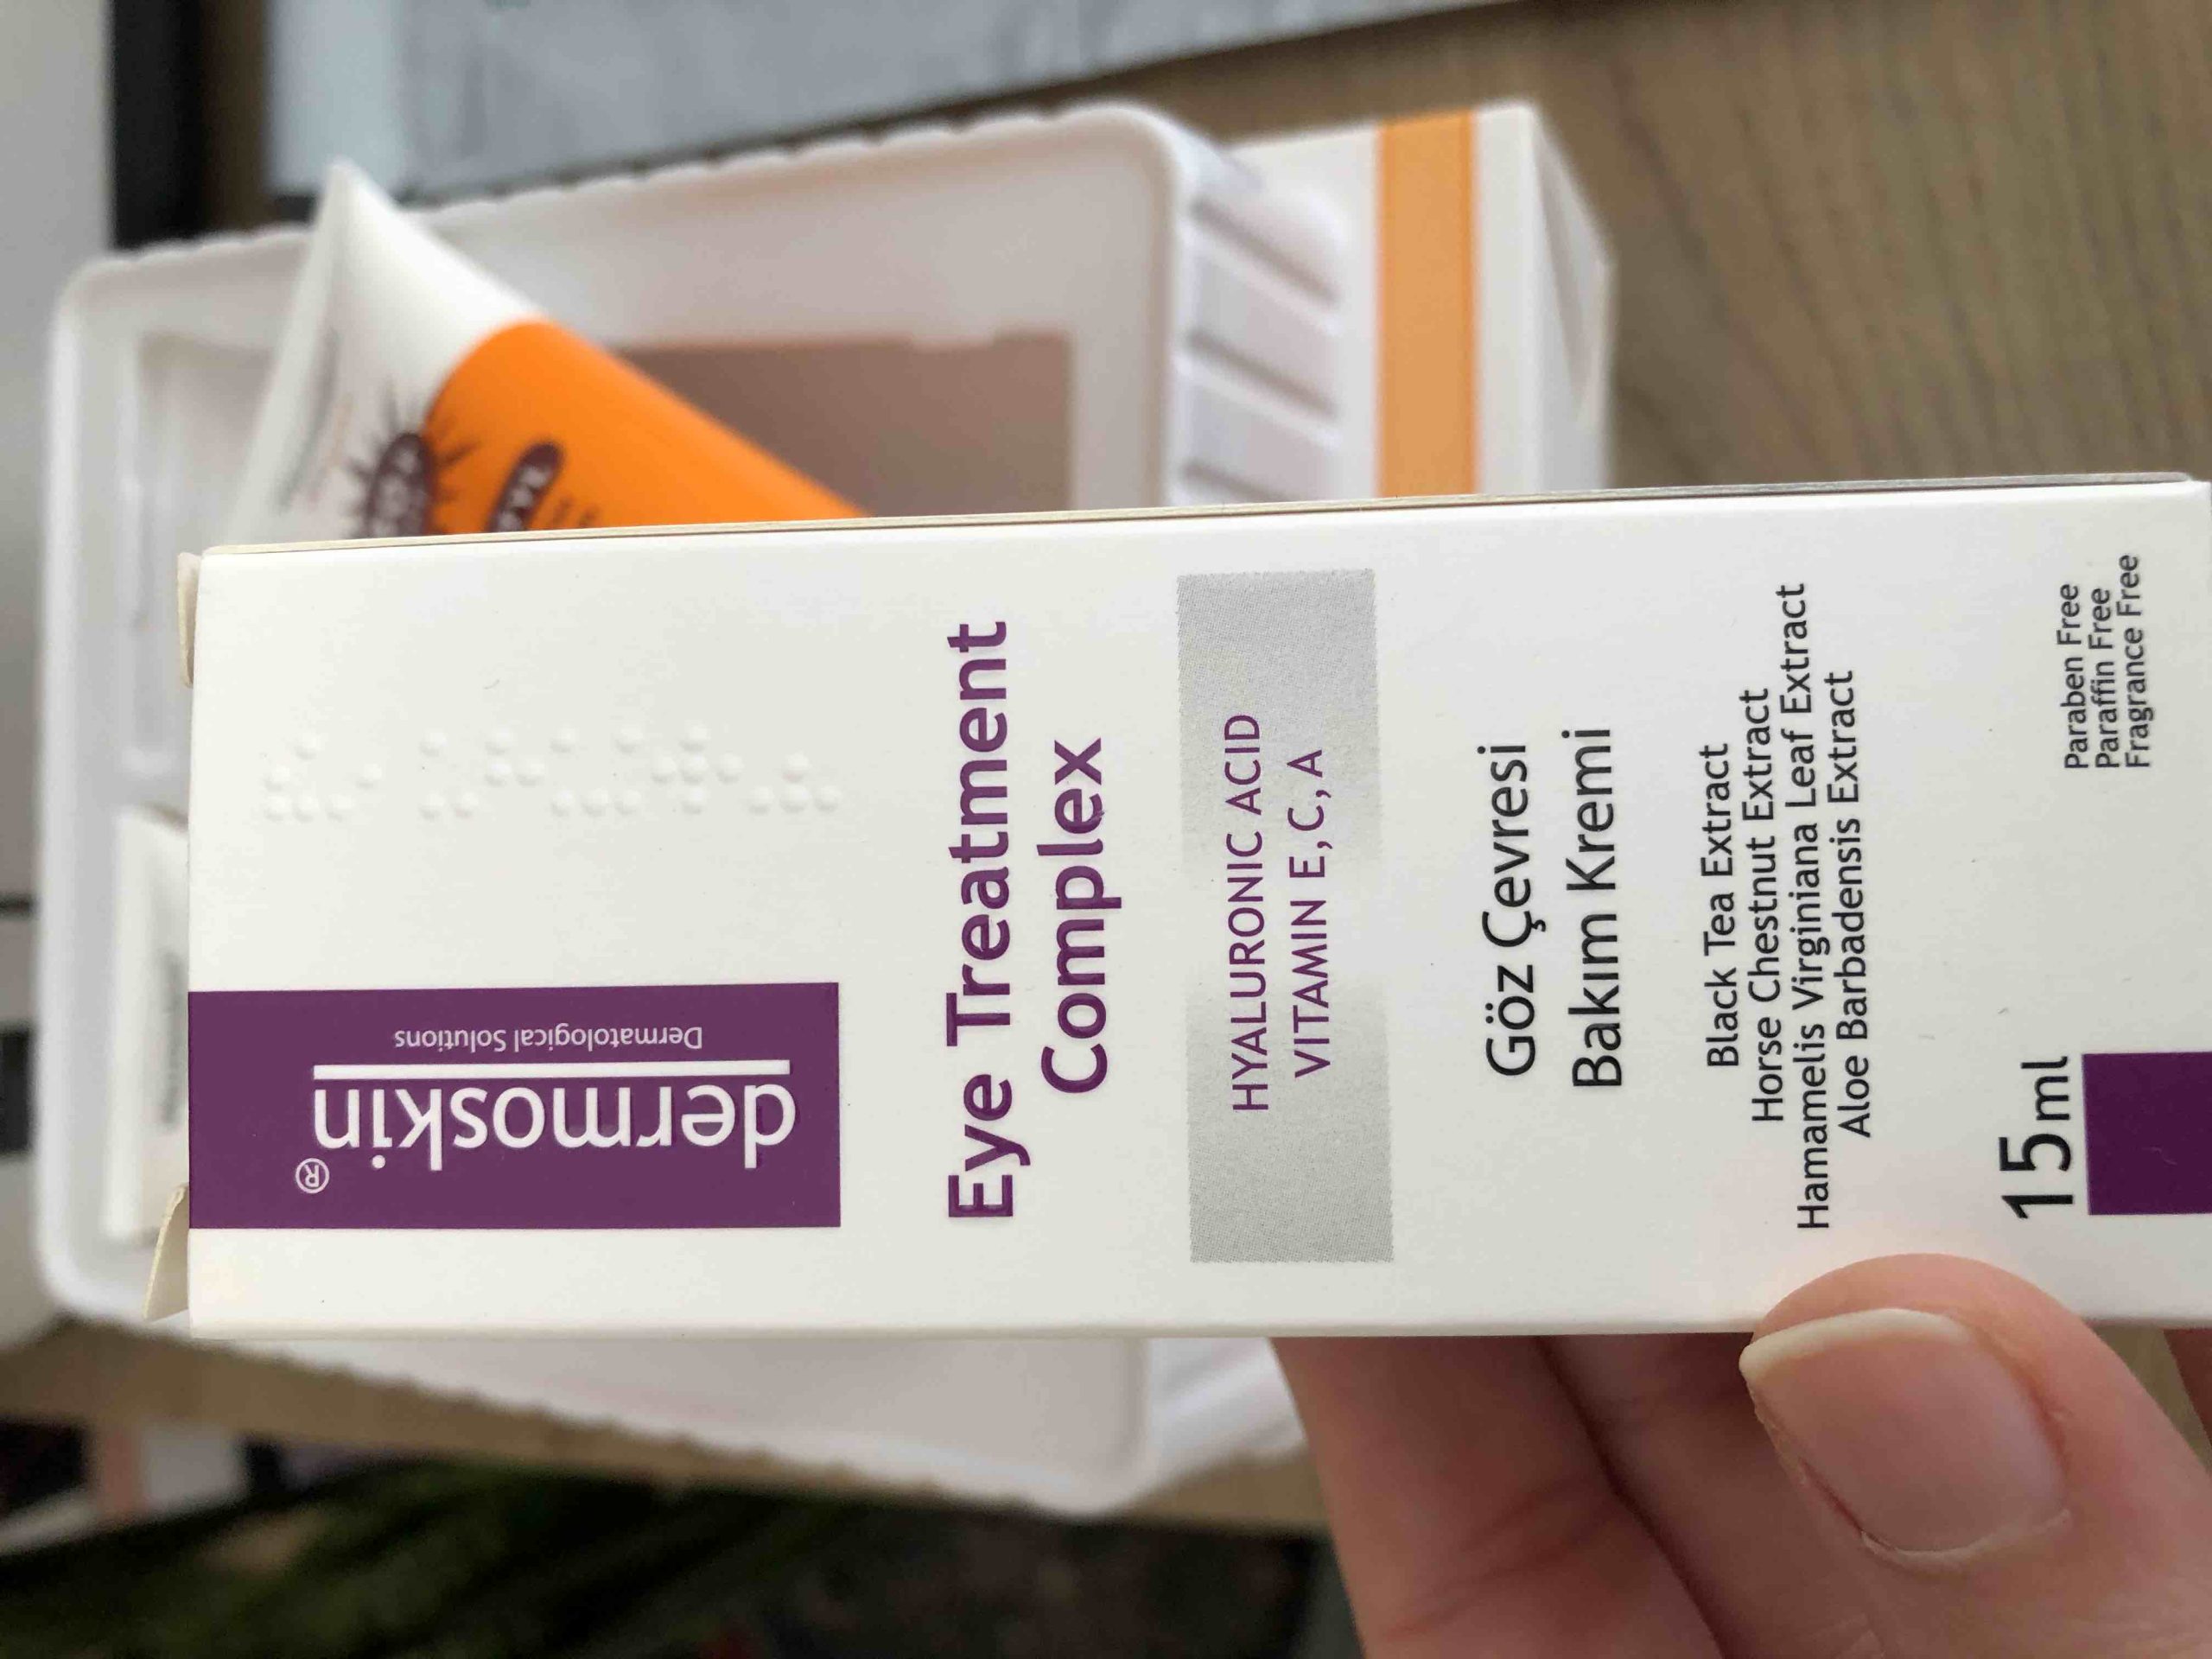 dermoskin®
Dermatological Solutions
Eye Treatment
Complex
HYALURONIC ACID
VITAMIN E, C, A
Göz Çevresi
Bakım Kremi
Black Tea Extract
Horse Chestnut Extract
Hamamelis Virginiana Leaf Extract
Aloe Barbadensis Extract
15ml
Paraben Free
Paraffin Free
Fragrance Free